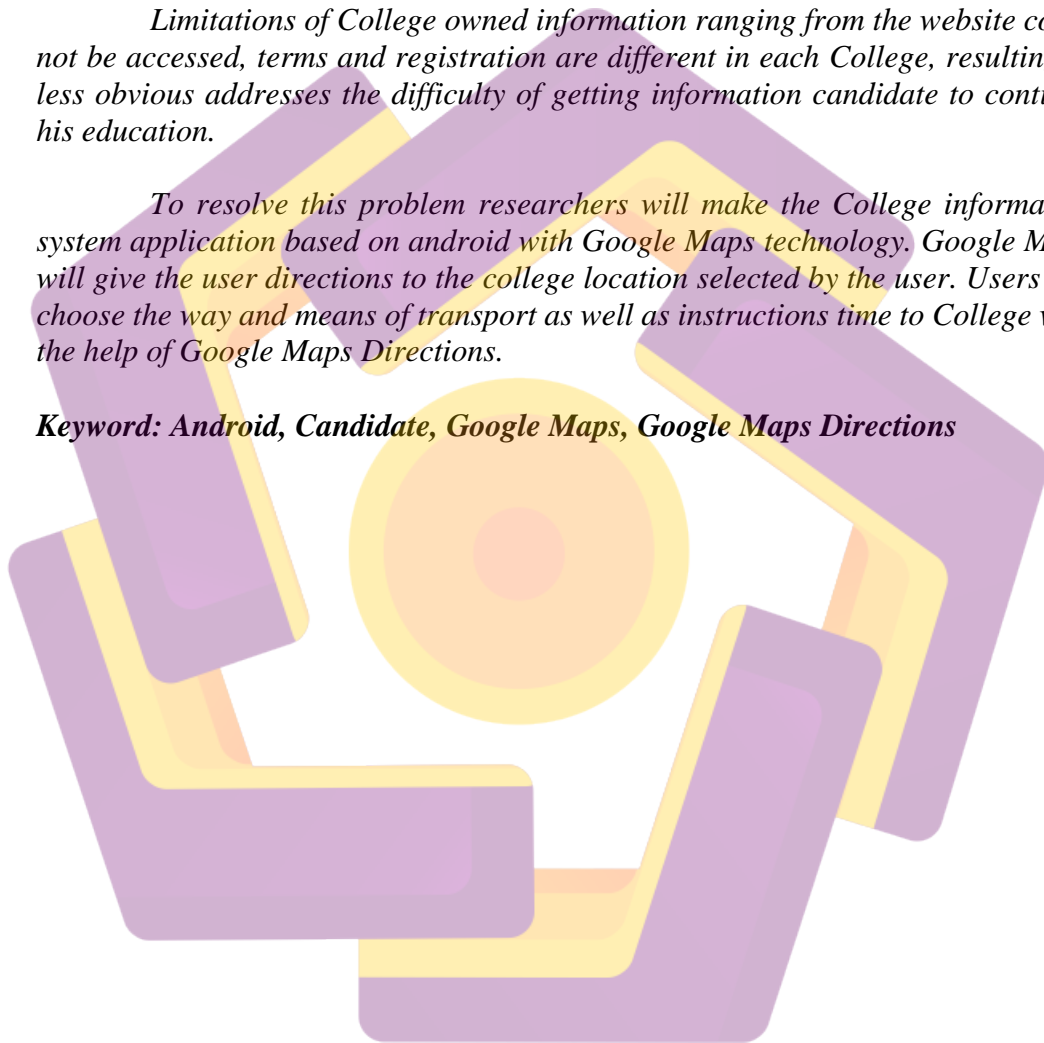 Limitations of College owned information ranging from the website co
not be accessed, terms and registration are different in each College, resulting
less obvious addresses the difficulty of getting information candidate to conti
his education.
To resolve this problem researchers will make the College informa
system application based on android with Google Maps technology. Google M
will give the user directions to the college location selected by the user. Users
choose the way and means of transport as well as instructions time to College
the help of Google Maps Directions.
Keyword: Android, Candidate, Google Maps, Google Maps Directions